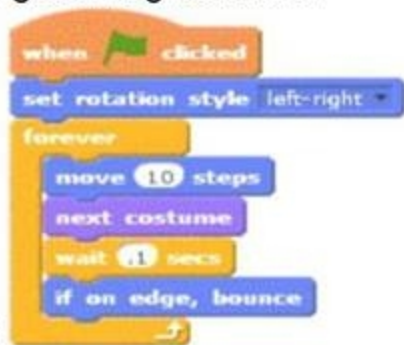 when clicked
set rotation style left-right
forever
move 10 steps
next costume
wait .1 secs
if on edge, bounce